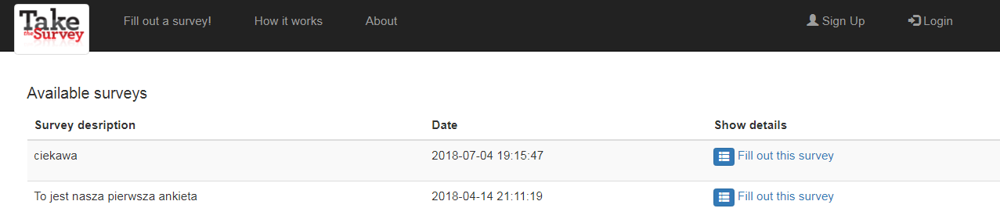 Take
the Survey
Fill out a survey! How it works About Sign Up Login
Available surveys
Survey desription Date Show details
ciekawa 2018-07-04 19:15:47 Fill out this survey
To jest nasza pierwsza ankieta 2018-04-14 21:11:19 Fill out this survey